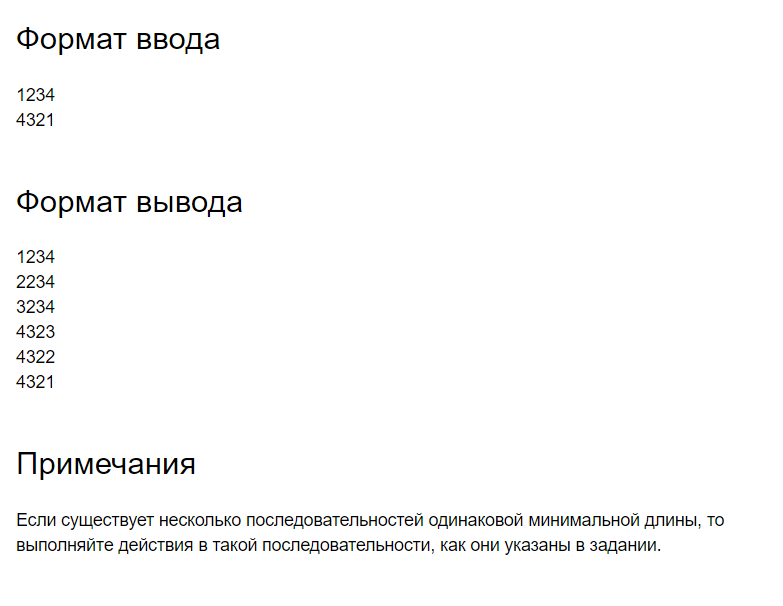 Формат ввода
1234
4321
Формат вывода
1234
2234
3234
4323
4322
4321
Примечания
Если существует несколько последовательностей одинаковой минимальной длины, то
выполняйте действия в такой последовательности, как они указаны в задании.